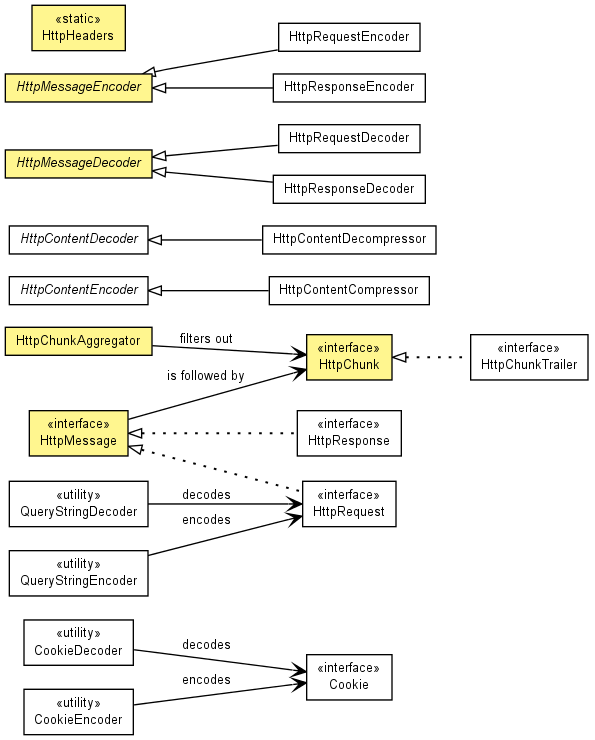 «static»
HttpHeaders
HttpRequestEncoder
HttpMessageEncoder
HttpResponseEncoder
HttpRequestDecoder
HttpMessageDecoder
HttpResponseDecoder
HttpContentDecoder
HttpContentDecompressor
HttpContentEncoder
HttpContentCompressor
HttpChunkAggregator
filters out
«interface»
HttpChunk
«interface»
HttpChunkTrailer
is followed by
«interface»
HttpMessage
«interface»
HttpResponse
«utility»
QueryStringDecoder
decodes
«interface»
HttpRequest
encodes
«utility»
QueryStringEncoder
«utility»
CookieDecoder
decodes
«interface»
Cookie
encodes
«utility»
CookieEncoder